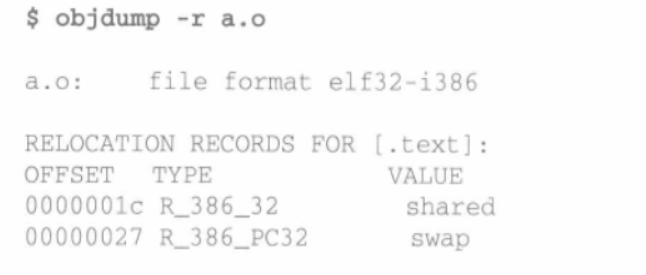 $ objdump -r a.o
a.o:     file format elf32-i386
RELOCATION RECORDS FOR [.text]:
OFFSET   TYPE              VALUE
0000001c R_386_32          shared
00000027 R_386_PC32        swap